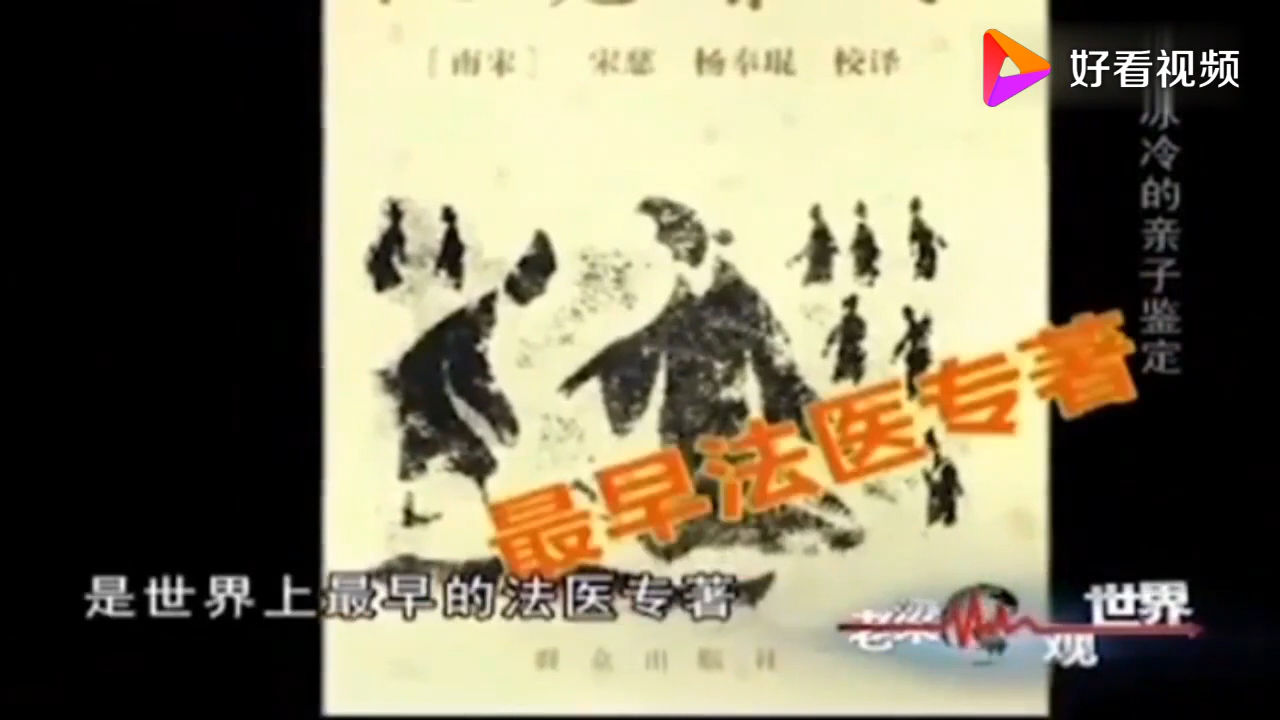 [南宋] 宋慈 杨奉琨 校译
好看视频
冰冷的亲子鉴定
最早法医专著
是世界上最早的法医专著
老梁观世界
群众出版社